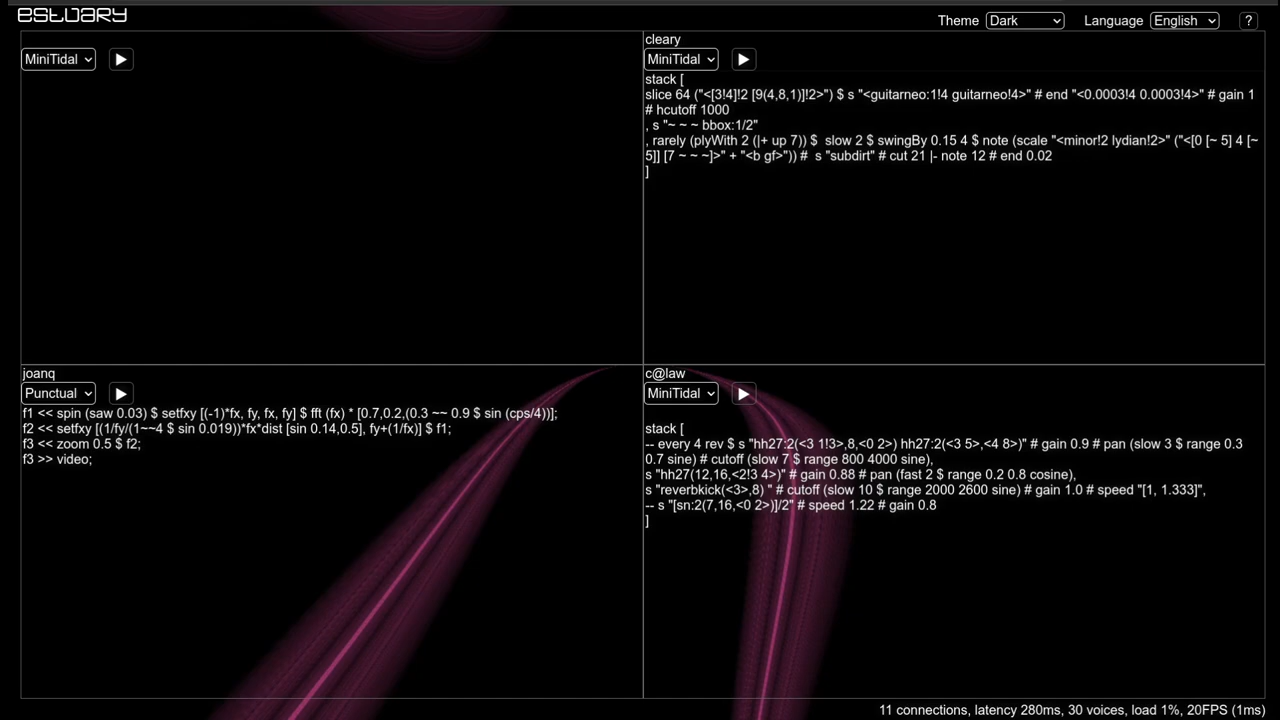 estuary
Theme Dark Language English ?
MiniTidal
cleary
MiniTidal
stack [
slice 64 ("<[3!4]!2 [9(4,8,1)]!2>") $ s "<guitarneo:1!4 guitarneo!4>" # end "<0.0003!4 0.0003!4>" # gain 1
# hcutoff 1000
, s "~ ~ ~ bbox:1/2"
, rarely (plyWith 2 (|+ up 7)) $  slow 2 $ swingBy 0.15 4 $ note (scale "<minor!2 lydian!2>" ("<[0 [~ 5] 4 [~
5]] [7 ~ ~ ~]>" + "<b gf>")) #  s "subdirt" # cut 21 |- note 12 # end 0.02
]
joanq
Punctual
f1 << spin (saw 0.03) $ setfxy [(-1)*fx, fy, fx, fy] $ fft (fx) * [0.7,0.2,(0.3 ~~ 0.9 $ sin (cps/4))];
f2 << setfxy [(1/fy/(1~~4 $ sin 0.019))*fx*dist [sin 0.14,0.5], fy+(1/fx)] $ f1;
f3 << zoom 0.5 $ f2;
f3 >> video;
c@law
MiniTidal
stack [
-- every 4 rev $ s "hh27:2(<3 1!3>,8,<0 2>) hh27:2(<3 5>,<4 8>)" # gain 0.9 # pan (slow 3 $ range 0.3
0.7 sine) # cutoff (slow 7 $ range 800 4000 sine),
s "hh27(12,16,<2!3 4>)" # gain 0.88 # pan (fast 2 $ range 0.2 0.8 cosine),
s "reverbkick(<3>,8) " # cutoff (slow 10 $ range 2000 2600 sine) # gain 1.0 # speed "[1, 1.333]",
-- s "[sn:2(7,16,<0 2>)]/2" # speed 1.22 # gain 0.8
]
11 connections, latency 280ms, 30 voices, load 1%, 20FPS (1ms)